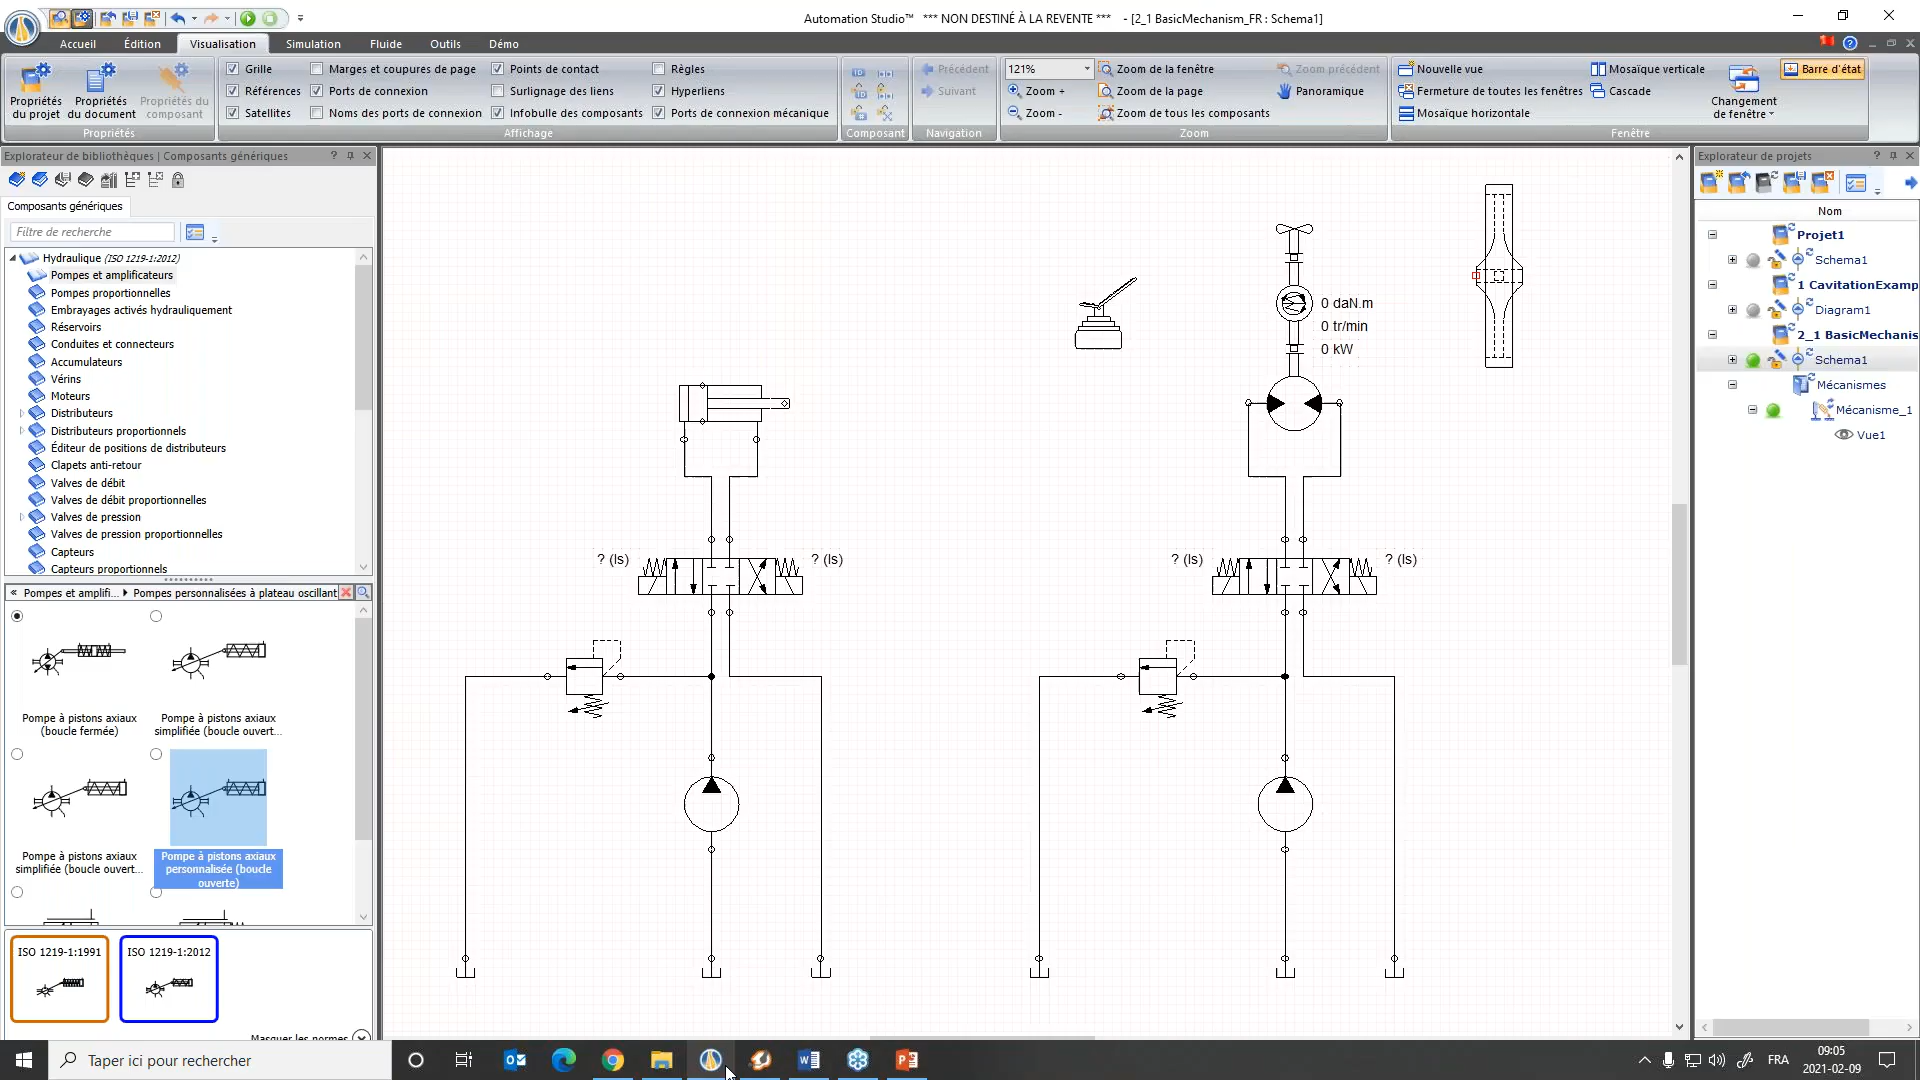 Automation Studio™ *** NON DESTINÉ À LA REVENTE *** - [2_1 BasicMechanism_FR : Schema1]
Accueil Édition Visualisation Simulation Fluide Outils Démo
Propriétés du projet
Propriétés du document
Propriétés du composant
Propriétés
Grille
Références
Satellites
Marges et coupures de page
Ports de connexion
Noms des ports de connexion
Points de contact
Surlignage des liens
Infobulle des composants
Règles
Hyperliens
Ports de connexion mécanique
Affichage
Composant
Précédent
Suivant
Navigation
121%
Zoom +
Zoom -
Zoom de la fenêtre
Zoom de la page
Zoom de tous les composants
Zoom précédent
Panoramique
Zoom
Nouvelle vue
Fermeture de toutes les fenêtres
Mosaïque horizontale
Mosaïque verticale
Cascade
Changement de fenêtre
Barre d'état
Fenêtre
Explorateur de bibliothèques | Composants génériques
Composants génériques
Filtre de recherche
Hydraulique (ISO 1219-1:2012)
Pompes et amplificateurs
Pompes proportionnelles
Embrayages activés hydrauliquement
Réservoirs
Conduites et connecteurs
Accumulateurs
Vérins
Moteurs
Distributeurs
Distributeurs proportionnels
Éditeur de positions de distributeurs
Clapets anti-retour
Valves de débit
Valves de débit proportionnelles
Valves de pression
Valves de pression proportionnelles
Capteurs
Capteurs proportionnels
« Pompes et amplifi... Pompes personnalisées à plateau oscillant
Pompe à pistons axiaux (boucle fermée)
Pompe à pistons axiaux simplifiée (boucle ouvert...
Pompe à pistons axiaux simplifiée (boucle ouvert...
Pompe à pistons axiaux personnalisée (boucle ouverte)
ISO 1219-1:1991
ISO 1219-1:2012
Masquer les normes
0 daN.m
0 tr/min
0 kW
? (ls)
? (ls)
? (ls)
? (ls)
Explorateur de projets
Nom
Projet1
Schema1
1 CavitationExamp
Diagram1
2_1 BasicMechanis
Schema1
Mécanismes
Mécanisme_1
Vue1
Taper ici pour rechercher
FRA
09:05
2021-02-09